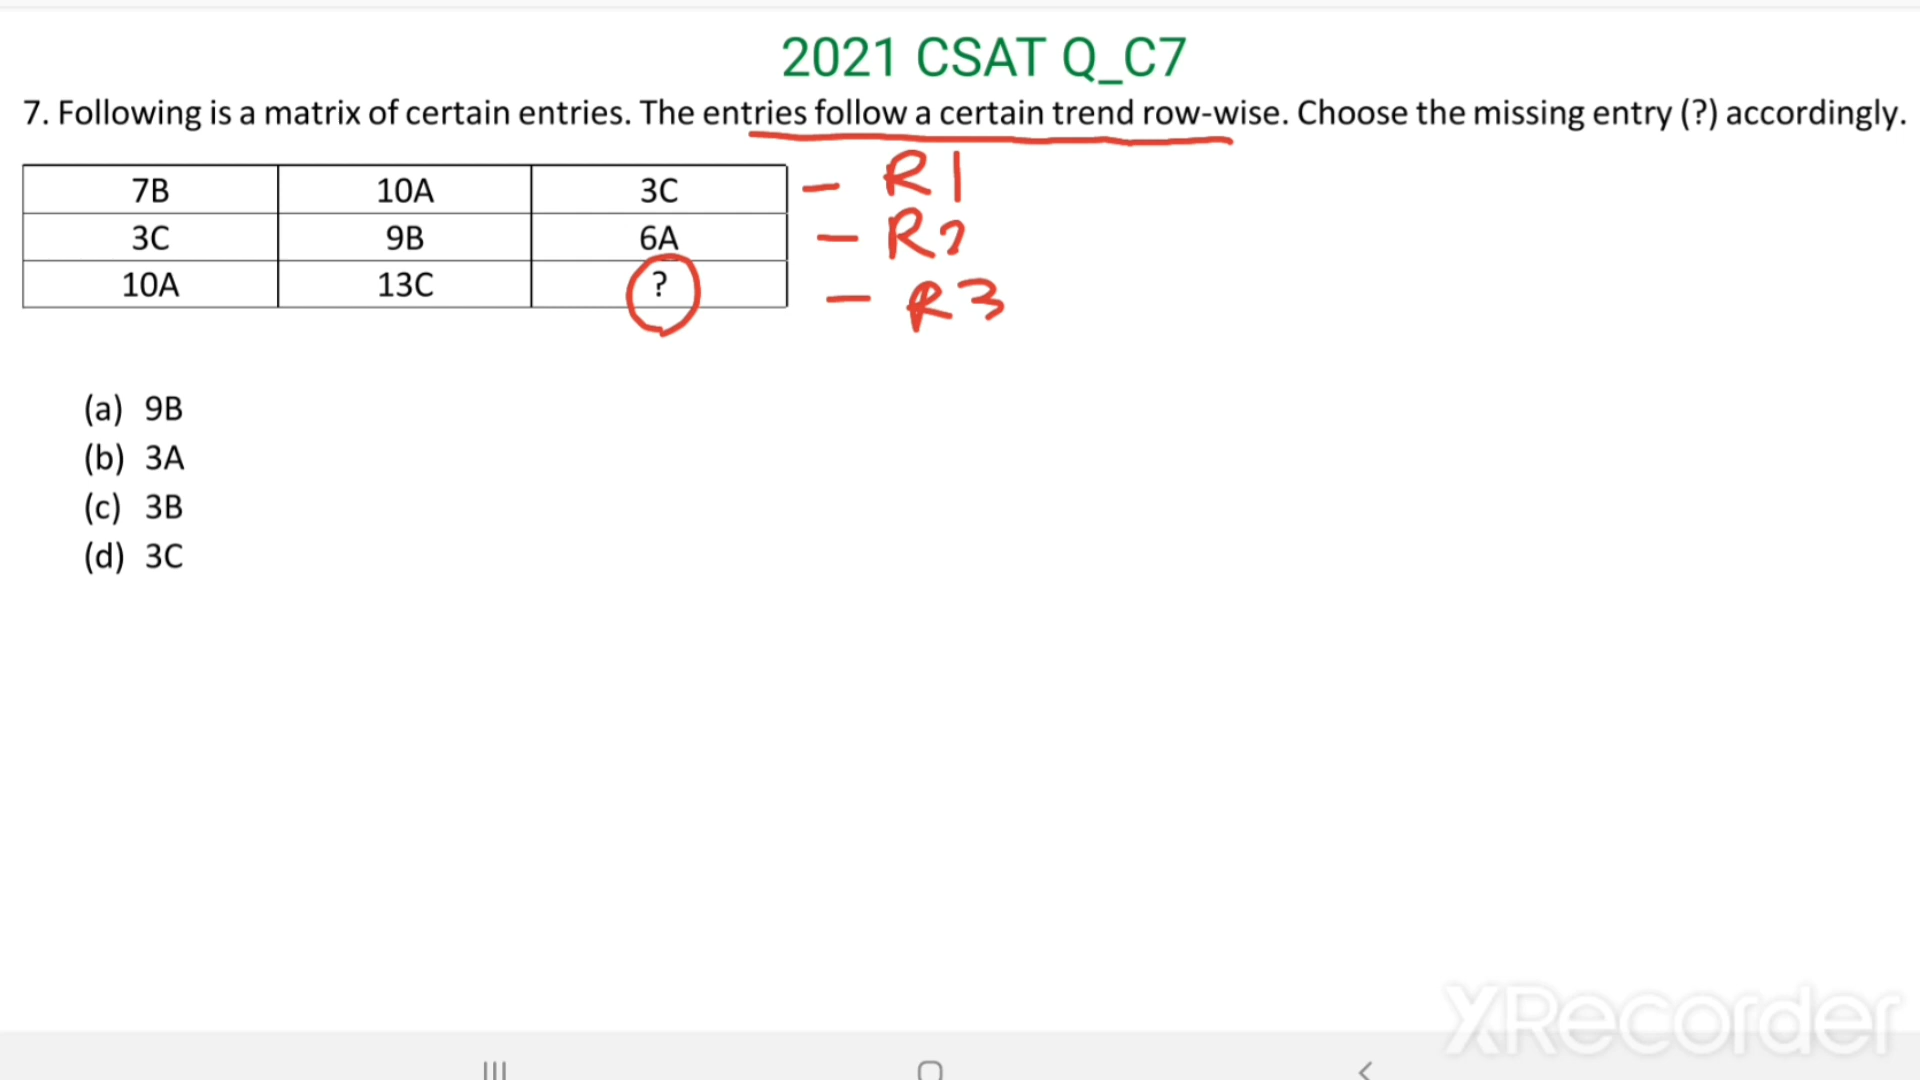 2021 CSAT Q_C7
7. Following is a matrix of certain entries. The entries follow a certain trend row-wise. Choose the missing entry (?) accordingly.
7B 10A 3C - R1
3C 9B 6A - R2
10A 13C ? - R3
(a) 9B
(b) 3A
(c) 3B
(d) 3C
XRecorder